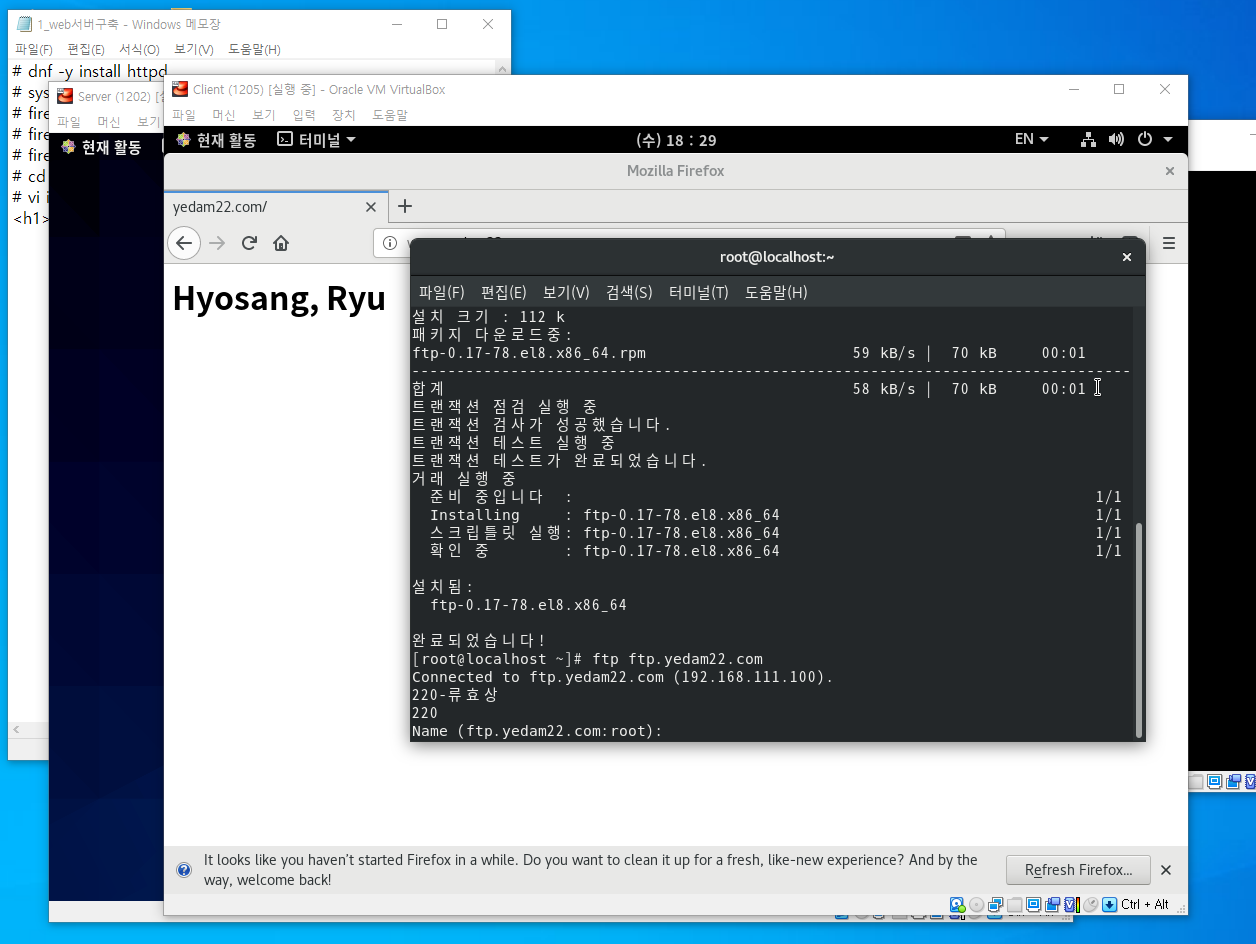 1_web서버구축 - Windows 메모장
파일(F) 편집(E) 서식(O) 보기(V) 도움말(H)
# dnf -y install httpd
# sys
# fire
# fire
# fire
# cd
# vi i
<h1>
Server (1202) [실
파일 머신 보기
현재 활동
Client (1205) [실행 중] - Oracle VM VirtualBox
파일 머신 보기 입력 장치 도움말
현재 활동 터미널 (수) 18 : 29 EN
Mozilla Firefox
yedam22.com/
Hyosang, Ryu
root@localhost:~
파일(F) 편집(E) 보기(V) 검색(S) 터미널(T) 도움말(H)
설치 크기 : 112 k
패키지 다운로드중:
ftp-0.17-78.el8.x86_64.rpm 59 kB/s | 70 kB 00:01
--------------------------------------------------------------------------------
합계 58 kB/s | 70 kB 00:01
트랜잭션 점검 실행 중
트랜잭션 검사가 성공했습니다.
트랜잭션 테스트 실행 중
트랜잭션 테스트가 완료되었습니다.
거래 실행 중
준비 중입니다 : 1/1
Installing : ftp-0.17-78.el8.x86_64 1/1
스크립틀릿 실행: ftp-0.17-78.el8.x86_64 1/1
확인 중 : ftp-0.17-78.el8.x86_64 1/1
설치됨:
ftp-0.17-78.el8.x86_64
완료되었습니다!
[root@localhost ~]# ftp ftp.yedam22.com
Connected to ftp.yedam22.com (192.168.111.100).
220-류효상
220
Name (ftp.yedam22.com:root):
It looks like you haven't started Firefox in a while. Do you want to clean it up for a fresh, like-new experience? And by the
way, welcome back!
Refresh Firefox...
Ctrl + Alt